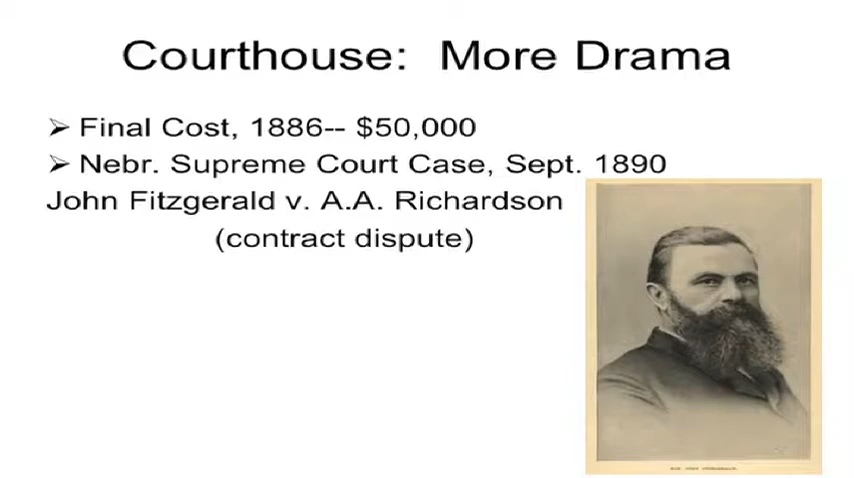 Courthouse: More Drama
➢ Final Cost, 1886-- $50,000
➢ Nebr. Supreme Court Case, Sept. 1890
John Fitzgerald v. A.A. Richardson
(contract dispute)